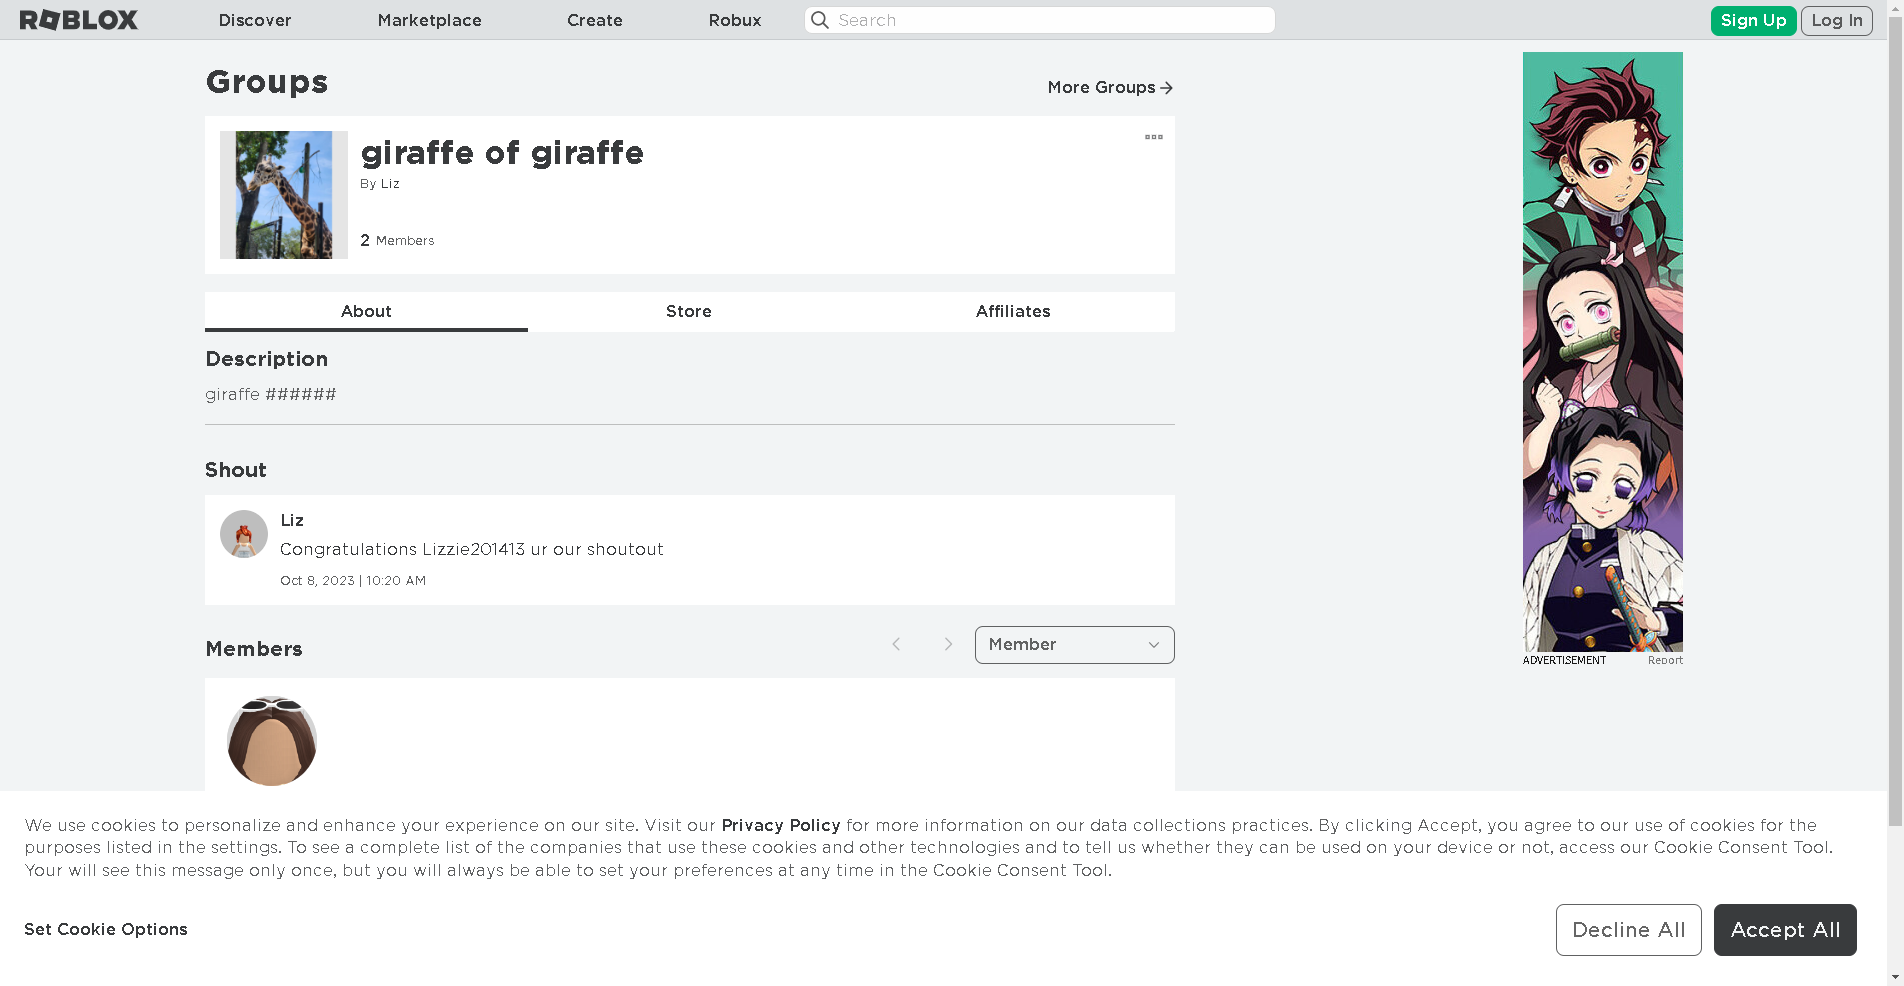 ROBLOX
Discover
Marketplace
Create
Robux
Search
Sign Up
Log In
Groups
More Groups
giraffe of giraffe
By Liz
2 Members
About
Store
Affiliates
Description
giraffe ######
Shout
Liz
Congratulations Lizzie201413 ur our shoutout
Oct 8, 2023 | 10:20 AM
Members
Member
ADVERTISEMENT
Report
We use cookies to personalize and enhance your experience on our site. Visit our Privacy Policy for more information on our data collections practices. By clicking Accept, you agree to our use of cookies for the
purposes listed in the settings. To see a complete list of the companies that use these cookies and other technologies and to tell us whether they can be used on your device or not, access our Cookie Consent Tool.
Your will see this message only once, but you will always be able to set your preferences at any time in the Cookie Consent Tool.
Set Cookie Options
Decline All
Accept All